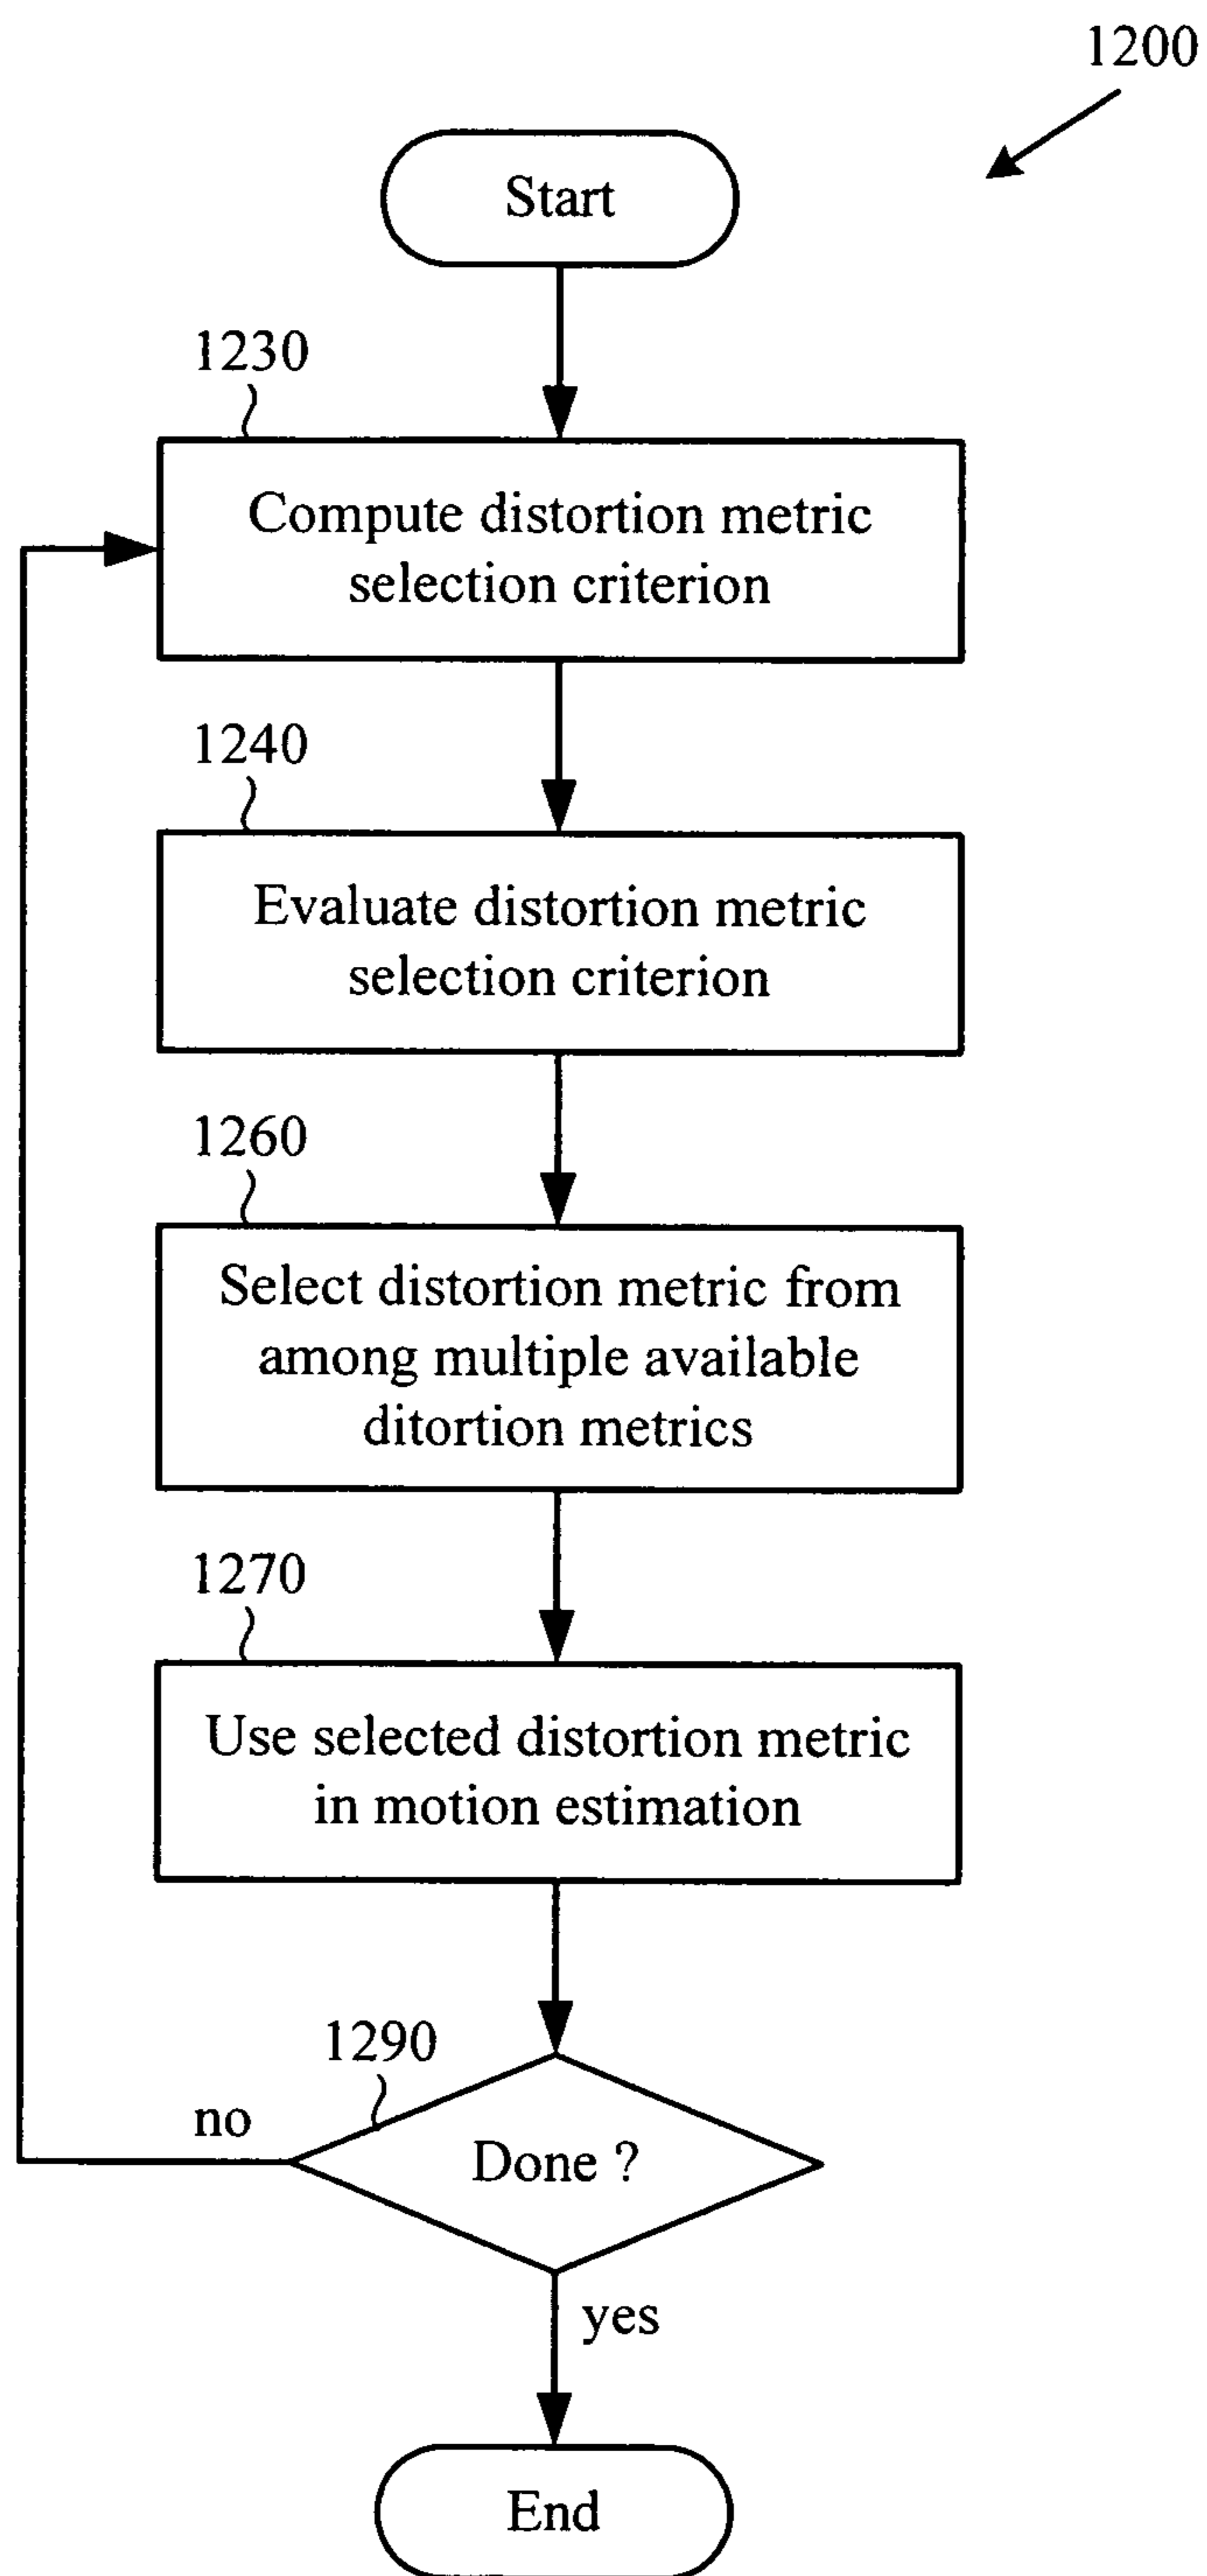 1200
Start
1230
Compute distortion metric
selection criterion
1240
Evaluate distortion metric
selection criterion
1260
Select distortion metric from
among multiple available
ditortion metrics
1270
Use selected distortion metric
in motion estimation
1290
no
Done ?
yes
End